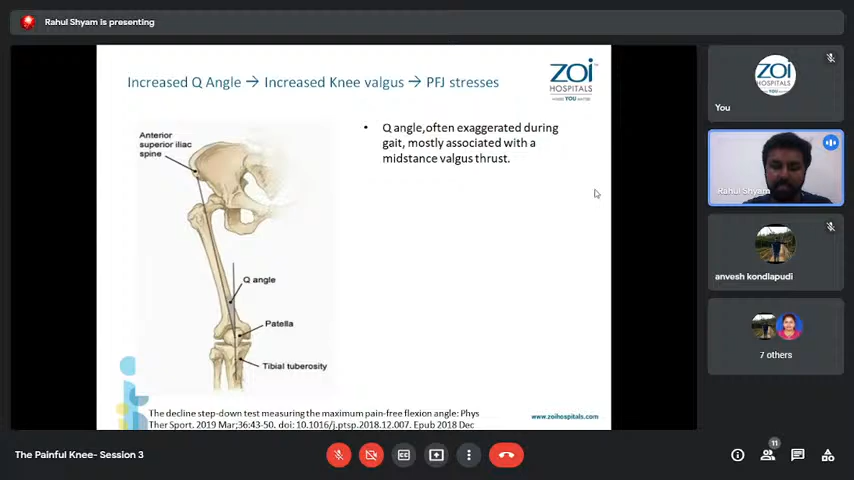 Rahul Shyam is presenting
Increased Q Angle → Increased Knee valgus → PFJ stresses
ZOI
HOSPITALS
WHERE YOU MATTER
• Q angle,often exaggerated during
gait, mostly associated with a
midstance valgus thrust.
Anterior
superior iliac
spine
Q angle
Patella
Tibial tuberosity
The decline step-down test measuring the maximum pain-free flexion angle: Phys
Ther Sport. 2019 Mar;36:43-50. doi: 10.1016/j.ptsp.2018.12.007. Epub 2018 Dec
www.zoihospitals.com
ZOI
HOSPITALS
You
Rahul Shyam
anvesh kondlapudi
7 others
The Painful Knee- Session 3
11